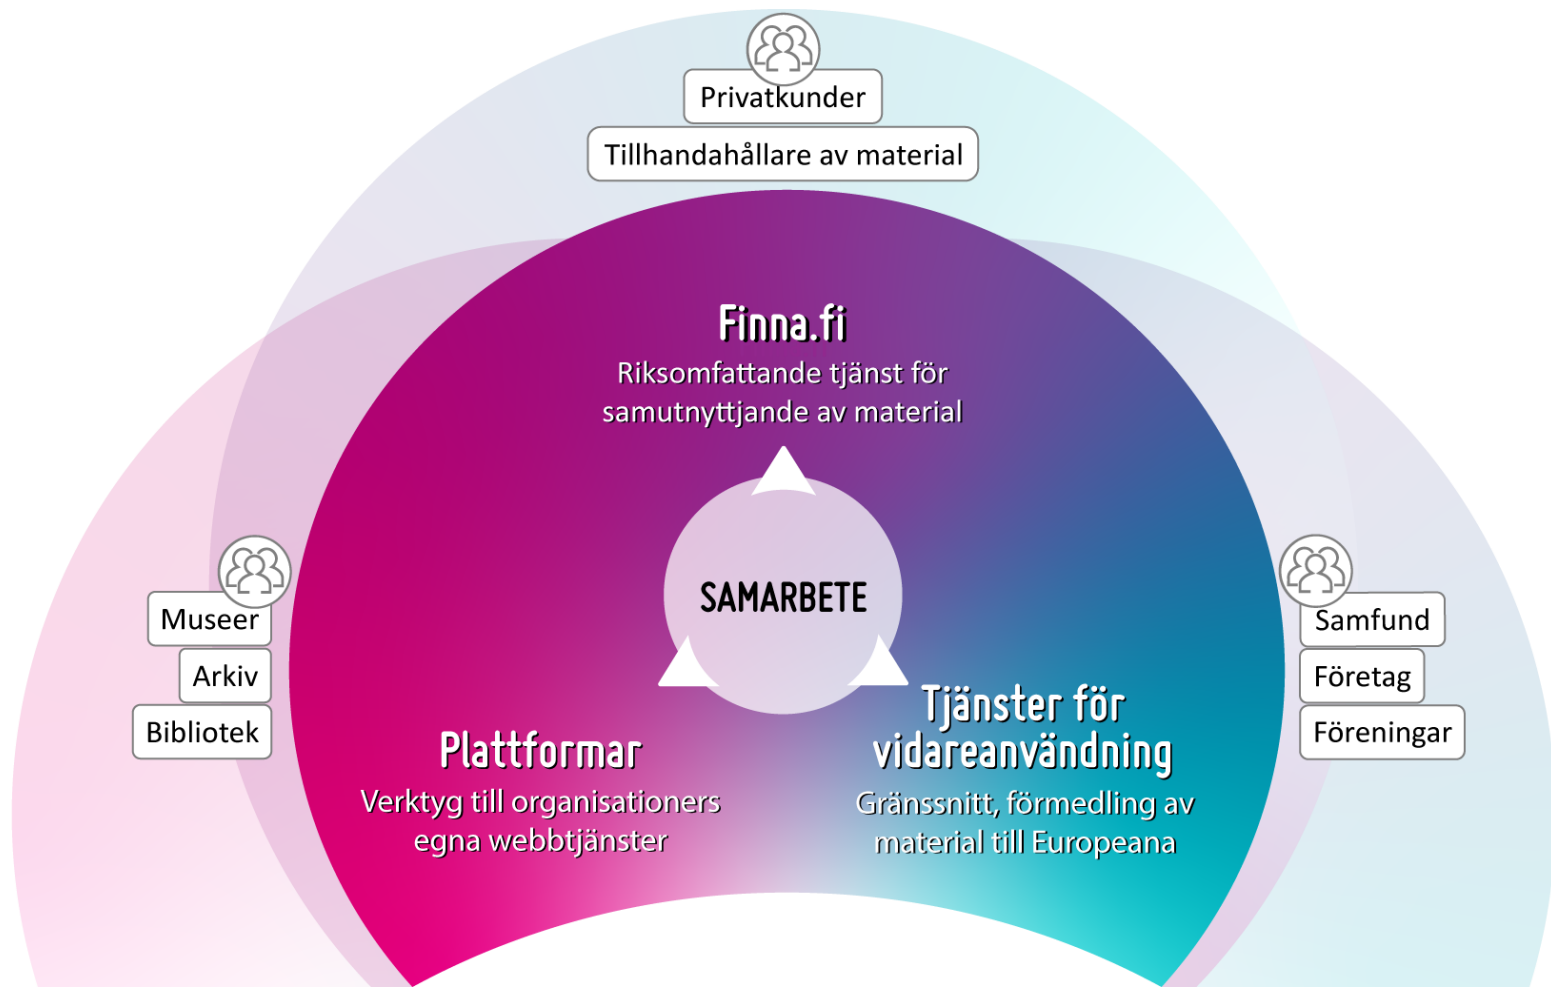 Privatkunder
Tillhandahållare av material
Finna.fi
Riksomfattande tjänst för
samutnyttjande av material
SAMARBETE
Museer
Arkiv
Bibliotek
Samfund
Företag
Föreningar
Plattformar
Verktyg till organisationers
egna webbtjänster
Tjänster för
vidareanvändning
Gränssnitt, förmedling av
material till Europeana